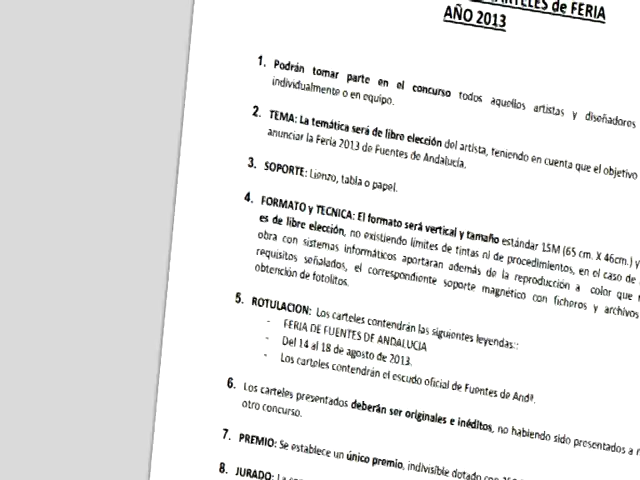 CARTELES de FERIA
AÑO 2013
1. Podrán tomar parte en el concurso todos aquellos artistas y diseñadores
individualmente o en equipo.
2. TEMA: La temática será de libre elección del artista, teniendo en cuenta que el objetivo
anunciar la Feria 2013 de Fuentes de Andalucía.
3. SOPORTE: Lienzo, tabla o papel.
4. FORMATO y TECNICA: El formato será vertical y tamaño estándar 15M (65 cm. X 46cm.) y
es de libre elección, no existiendo límites de tintas ni de procedimientos, en el caso de
obra con sistemas informáticos aportaran además de la reproducción a color que
requisitos señalados, el correspondiente soporte magnético con ficheros y archivos
obtención de fotolitos.
5. ROTULACION: Los carteles contendrán las siguientes leyendas::
- FERIA DE FUENTES DE ANDALUCIA
- Del 14 al 18 de agosto de 2013.
- Los carteles contendrán el escudo oficial de Fuentes de Andª.
6. Los carteles presentados deberán ser originales e inéditos, no habiendo sido presentados a
otro concurso.
7. PREMIO: Se establece un único premio, indivisible dotado con
8. JURADO: La